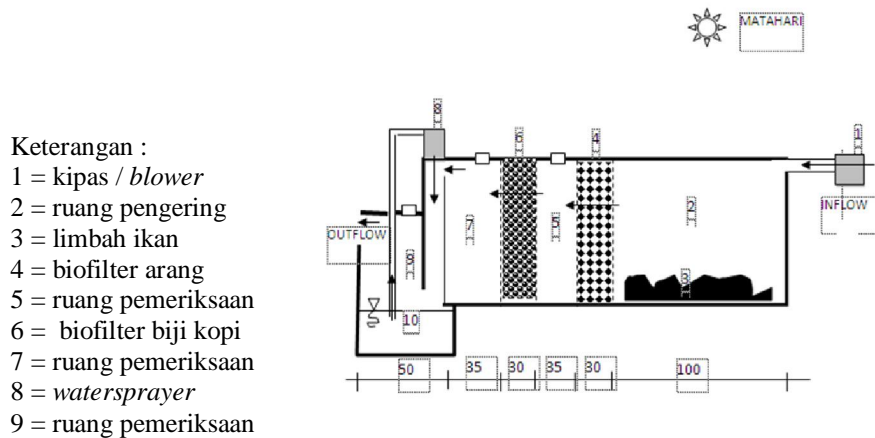 MATAHARI
Keterangan :
1 = kipas / blower
2 = ruang pengering
3 = limbah ikan
4 = biofilter arang
5 = ruang pemeriksaan
6 = biofilter biji kopi
7 = ruang pemeriksaan
8 = watersprayer
9 = ruang pemeriksaan
8
6
4
1
2
INFLOW
7
5
OUTFLOW
9
3
10
50
35
30
35
30
100